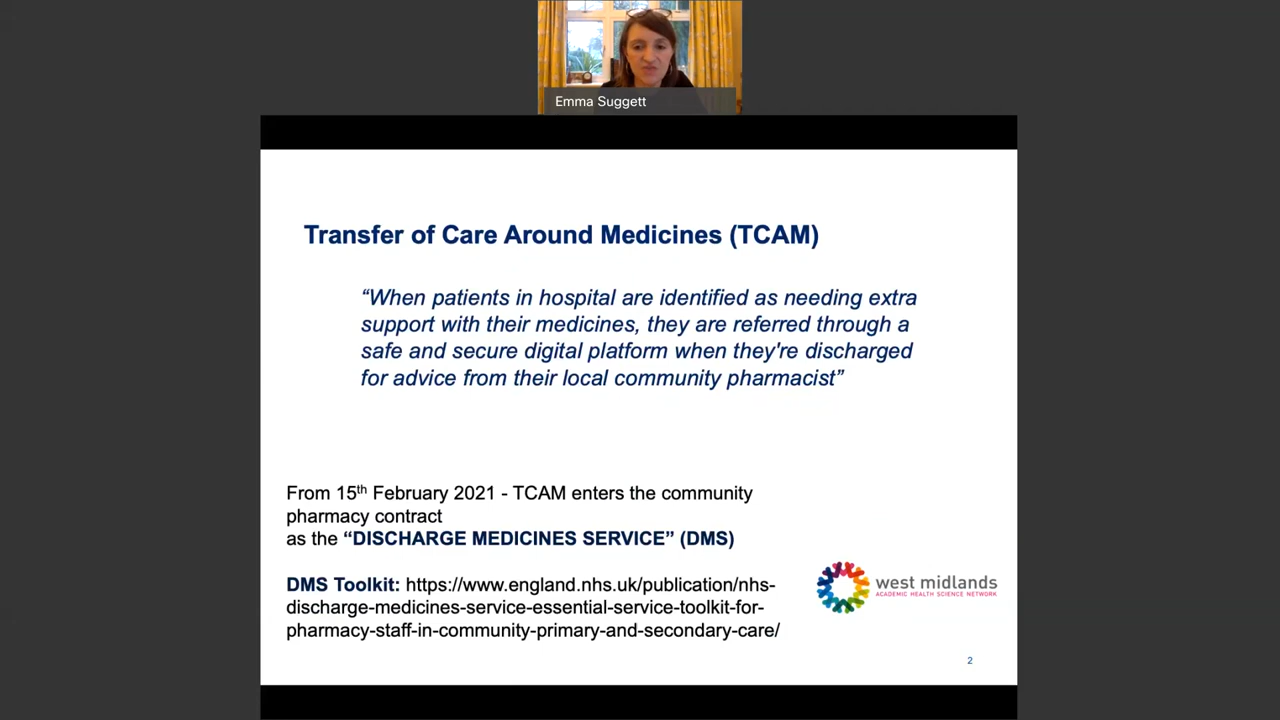 Emma Suggett
Transfer of Care Around Medicines (TCAM)
“When patients in hospital are identified as needing extra
support with their medicines, they are referred through a
safe and secure digital platform when they're discharged
for advice from their local community pharmacist”
From 15th February 2021 - TCAM enters the community
pharmacy contract
as the “DISCHARGE MEDICINES SERVICE” (DMS)
DMS Toolkit: https://www.england.nhs.uk/publication/nhs-
discharge-medicines-service-essential-service-toolkit-for-
pharmacy-staff-in-community-primary-and-secondary-care/
west midlands
ACADEMIC HEALTH SCIENCE NETWORK
2